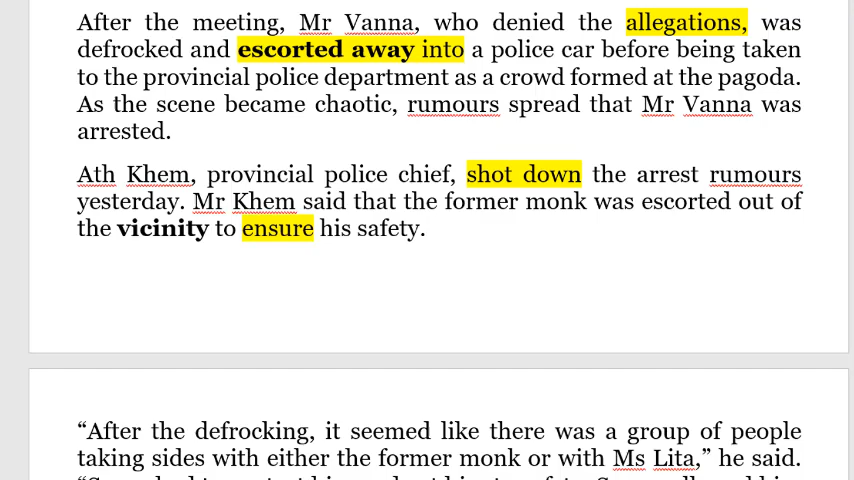 After the meeting, Mr Vanna, who denied the allegations, was
defrocked and escorted away into a police car before being taken
to the provincial police department as a crowd formed at the pagoda.
As the scene became chaotic, rumours spread that Mr Vanna was
arrested.
Ath Khem, provincial police chief, shot down the arrest rumours
yesterday. Mr Khem said that the former monk was escorted out of
the vicinity to ensure his safety.
“After the defrocking, it seemed like there was a group of people
taking sides with either the former monk or with Ms Lita,” he said.